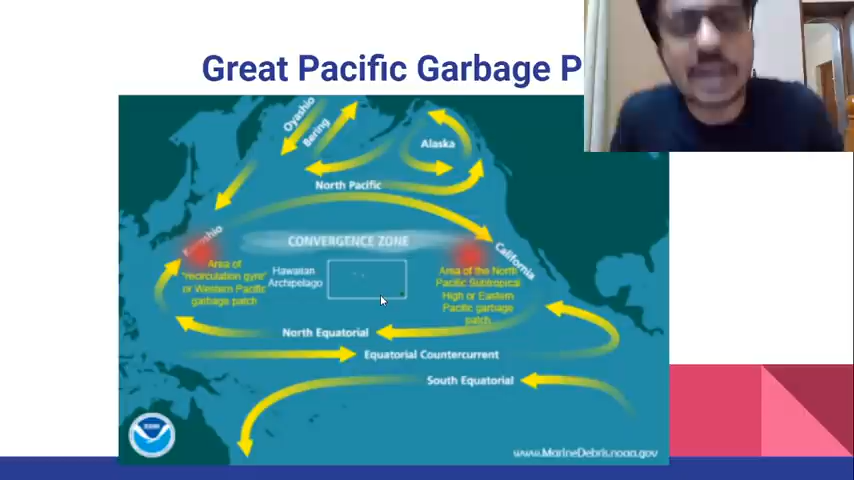 Great Pacific Garbage P
Oyashio
Bering
Alaska
North Pacific
CONVERGENCE ZONE
California
Area of
"recirculation gyre"
or Western Pacific
garbage patch
Hawaiian
Archipelago
Area of the North
Pacific Subtropical
High or Eastern
Pacific garbage
patch
North Equatorial
Equatorial Countercurrent
South Equatorial
www.MarineDebris.noaa.gov